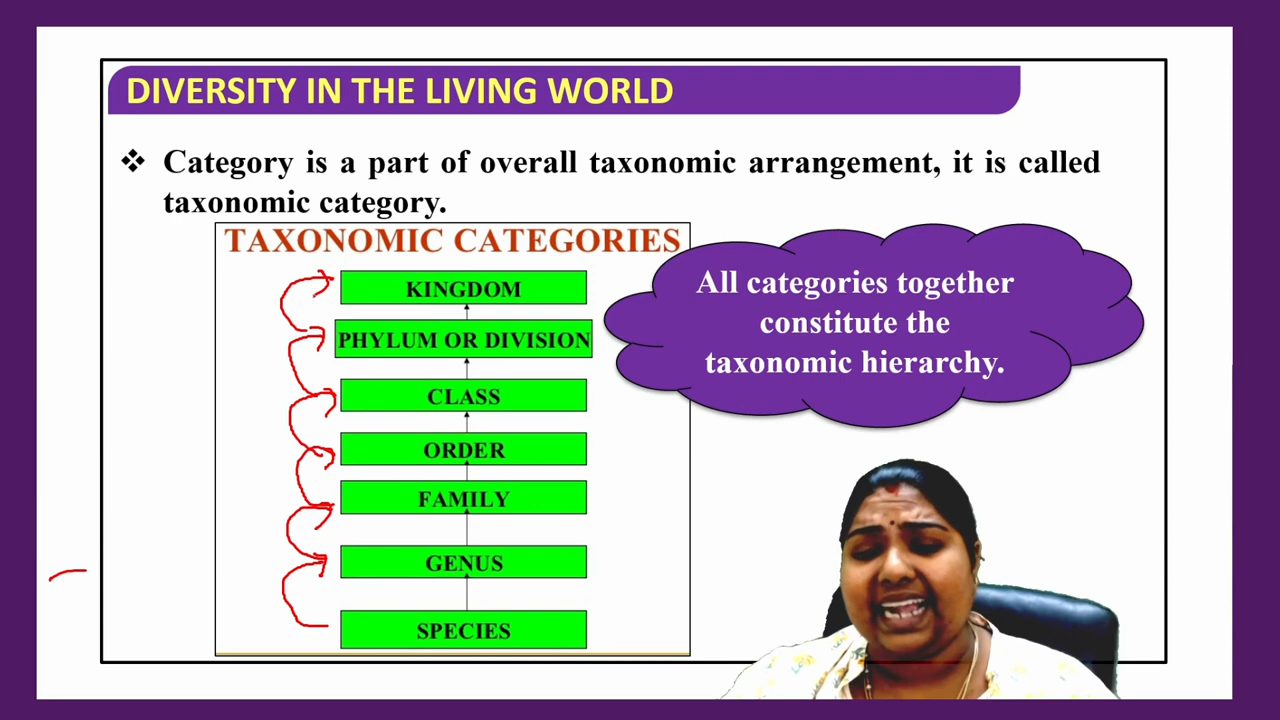 DIVERSITY IN THE LIVING WORLD
❖ Category is a part of overall taxonomic arrangement, it is called
taxonomic category.
TAXONOMIC CATEGORIES
KINGDOM
PHYLUM OR DIVISION
CLASS
ORDER
FAMILY
GENUS
SPECIES
All categories together
constitute the
taxonomic hierarchy.